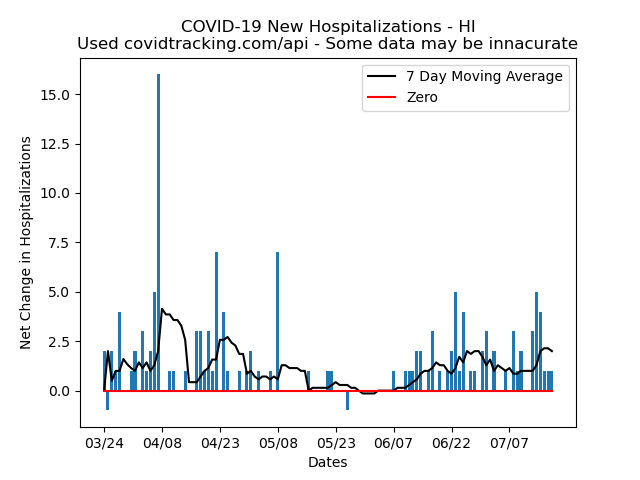 COVID-19 New Hospitalizations - HI
Used covidtracking.com/api - Some data may be innacurate
7 Day Moving Average
Zero
Net Change in Hospitalizations
15.0
12.5
10.0
7.5
5.0
2.5
0.0
03/24 04/08 04/23 05/08 05/23 06/07 06/22 07/07
Dates